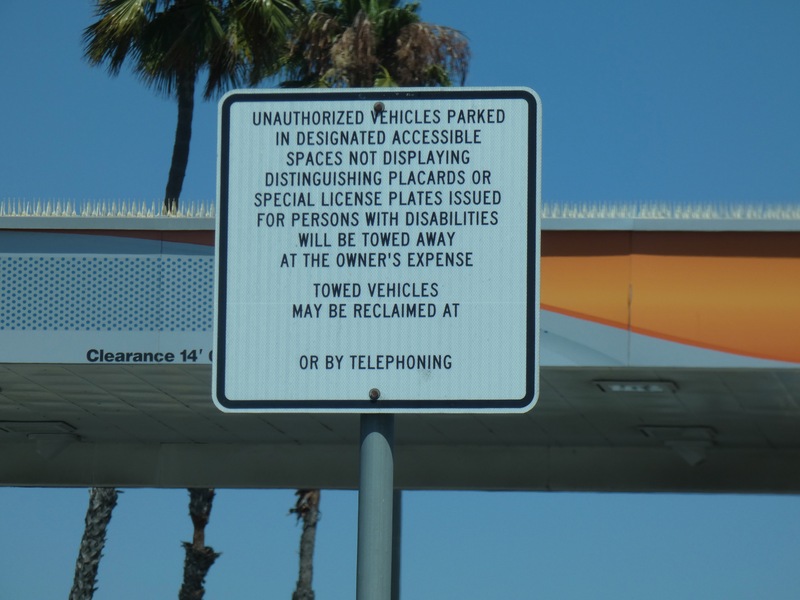 UNAUTHORIZED VEHICLES PARKED
IN DESIGNATED ACCESSIBLE
SPACES NOT DISPLAYING
DISTINGUISHING PLACARDS OR
SPECIAL LICENSE PLATES ISSUED
FOR PERSONS WITH DISABILITIES
WILL BE TOWED AWAY
AT THE OWNER'S EXPENSE
TOWED VEHICLES
MAY BE RECLAIMED AT
OR BY TELEPHONING
Clearance 14'